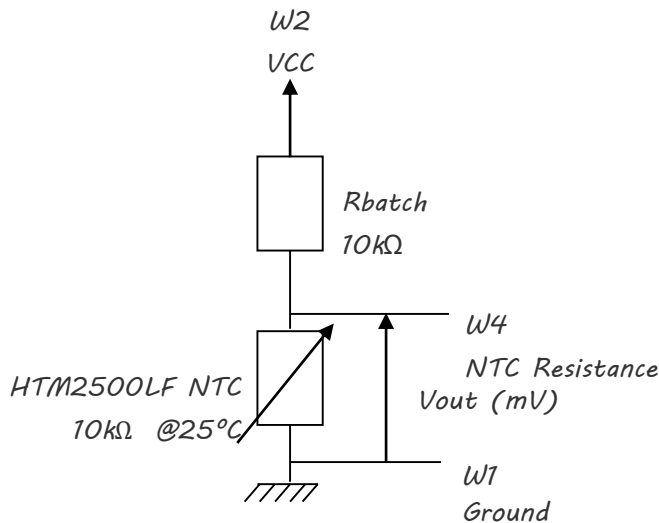 W2
VCC
Rbatch
10kΩ
W4
NTC Resistance
HTM2500LF NTC
Vout (mV)
10kΩ @25°C
W1
Ground